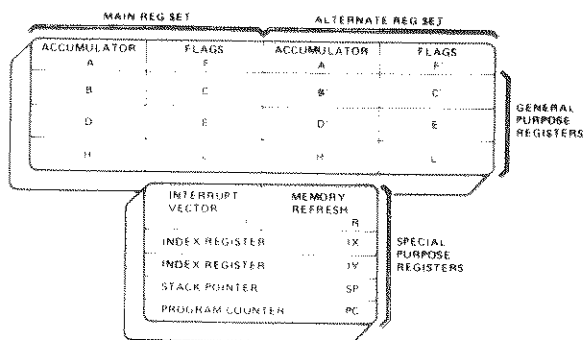 MAIN REG SET ALTERNATE REG SET
ACCUMULATOR FLAGS ACCUMULATOR FLAGS
A F A F'
B C B' C'
D E D' E
H L H L
GENERAL
PURPOSE
REGISTERS
INTERRUPT MEMORY
VECTOR REFRESH
R
INDEX REGISTER IX
INDEX REGISTER IY
STACK POINTER SP
PROGRAM COUNTER PC
SPECIAL
PURPOSE
REGISTERS